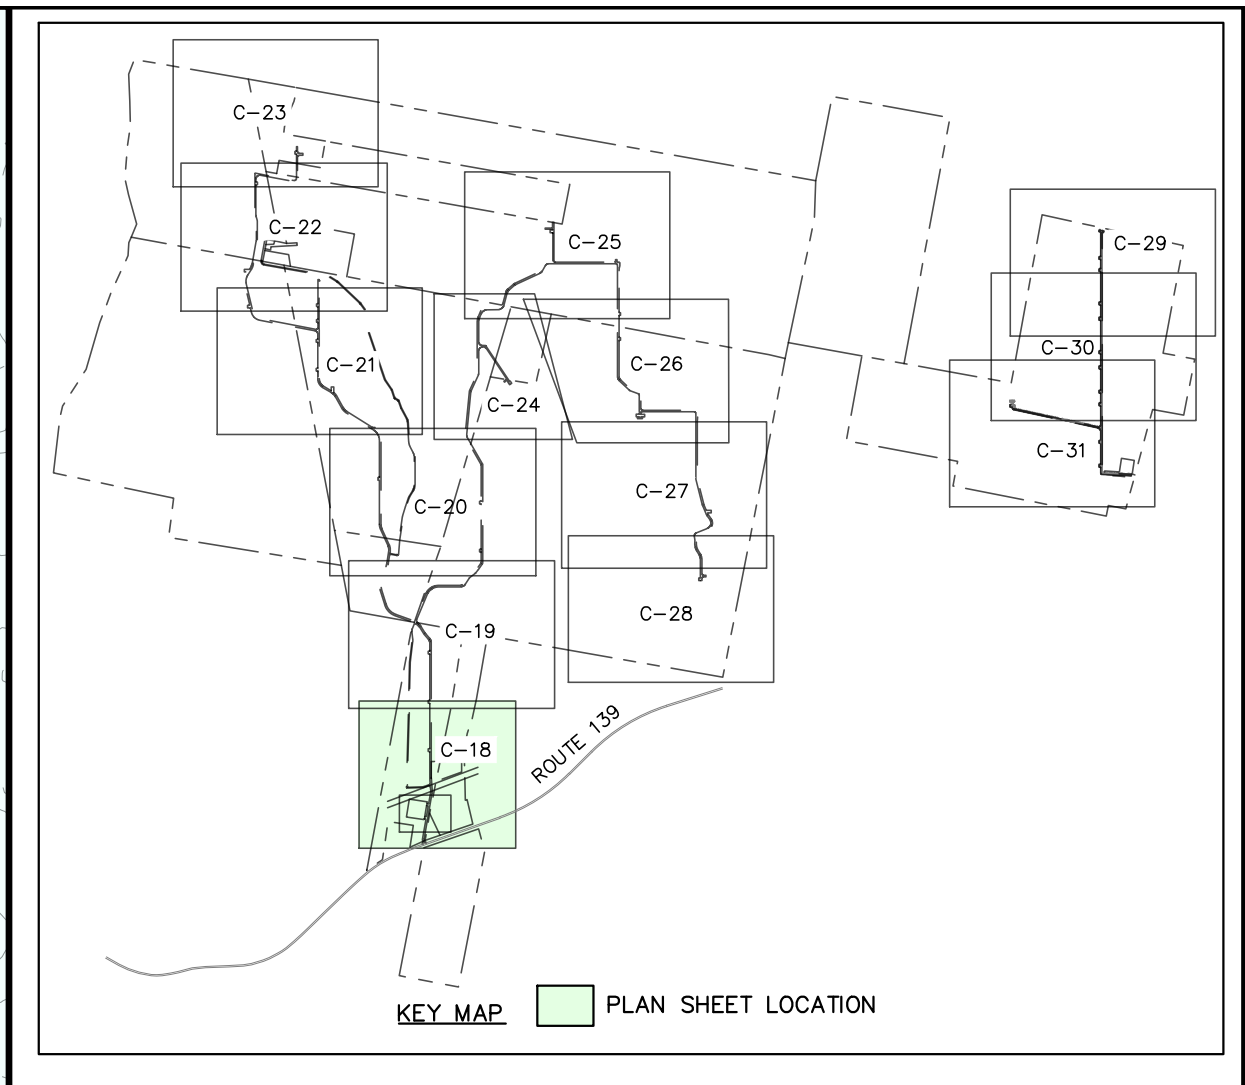 C-23
C-22
C-25
C-29
C-21
C-26
C-30
C-24
C-31
C-20
C-27
C-28
C-19
C-18
ROUTE 139
KEY MAP
PLAN SHEET LOCATION